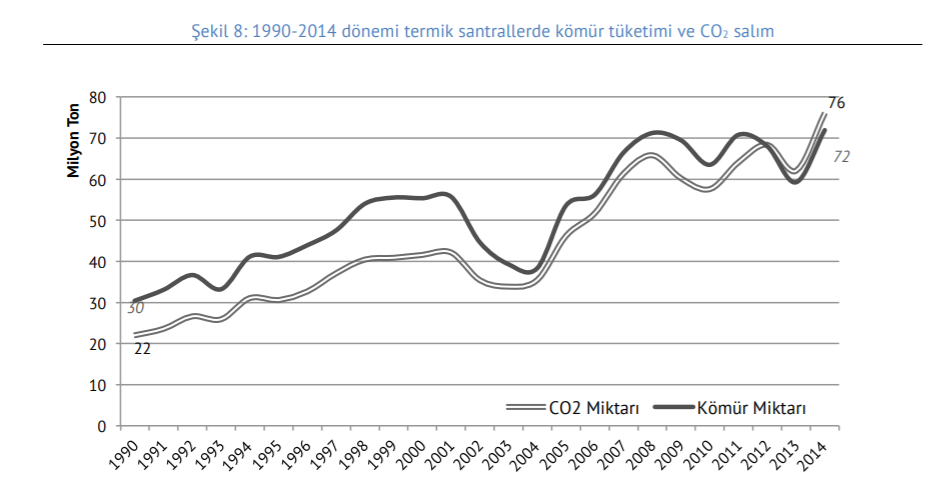 Şekil 8: 1990-2014 dönemi termik santrallerde kömür tüketimi ve CO₂ salım
Milyon Ton
80
70
60
50
40
30
20
10
0
76
72
30
22
CO2 Miktarı
Kömür Miktarı
1990 1991 1992 1993 1994 1995 1996 1997 1998 1999 2000 2001 2002 2003 2004 2005 2006 2007 2008 2009 2010 2011 2012 2013 2014